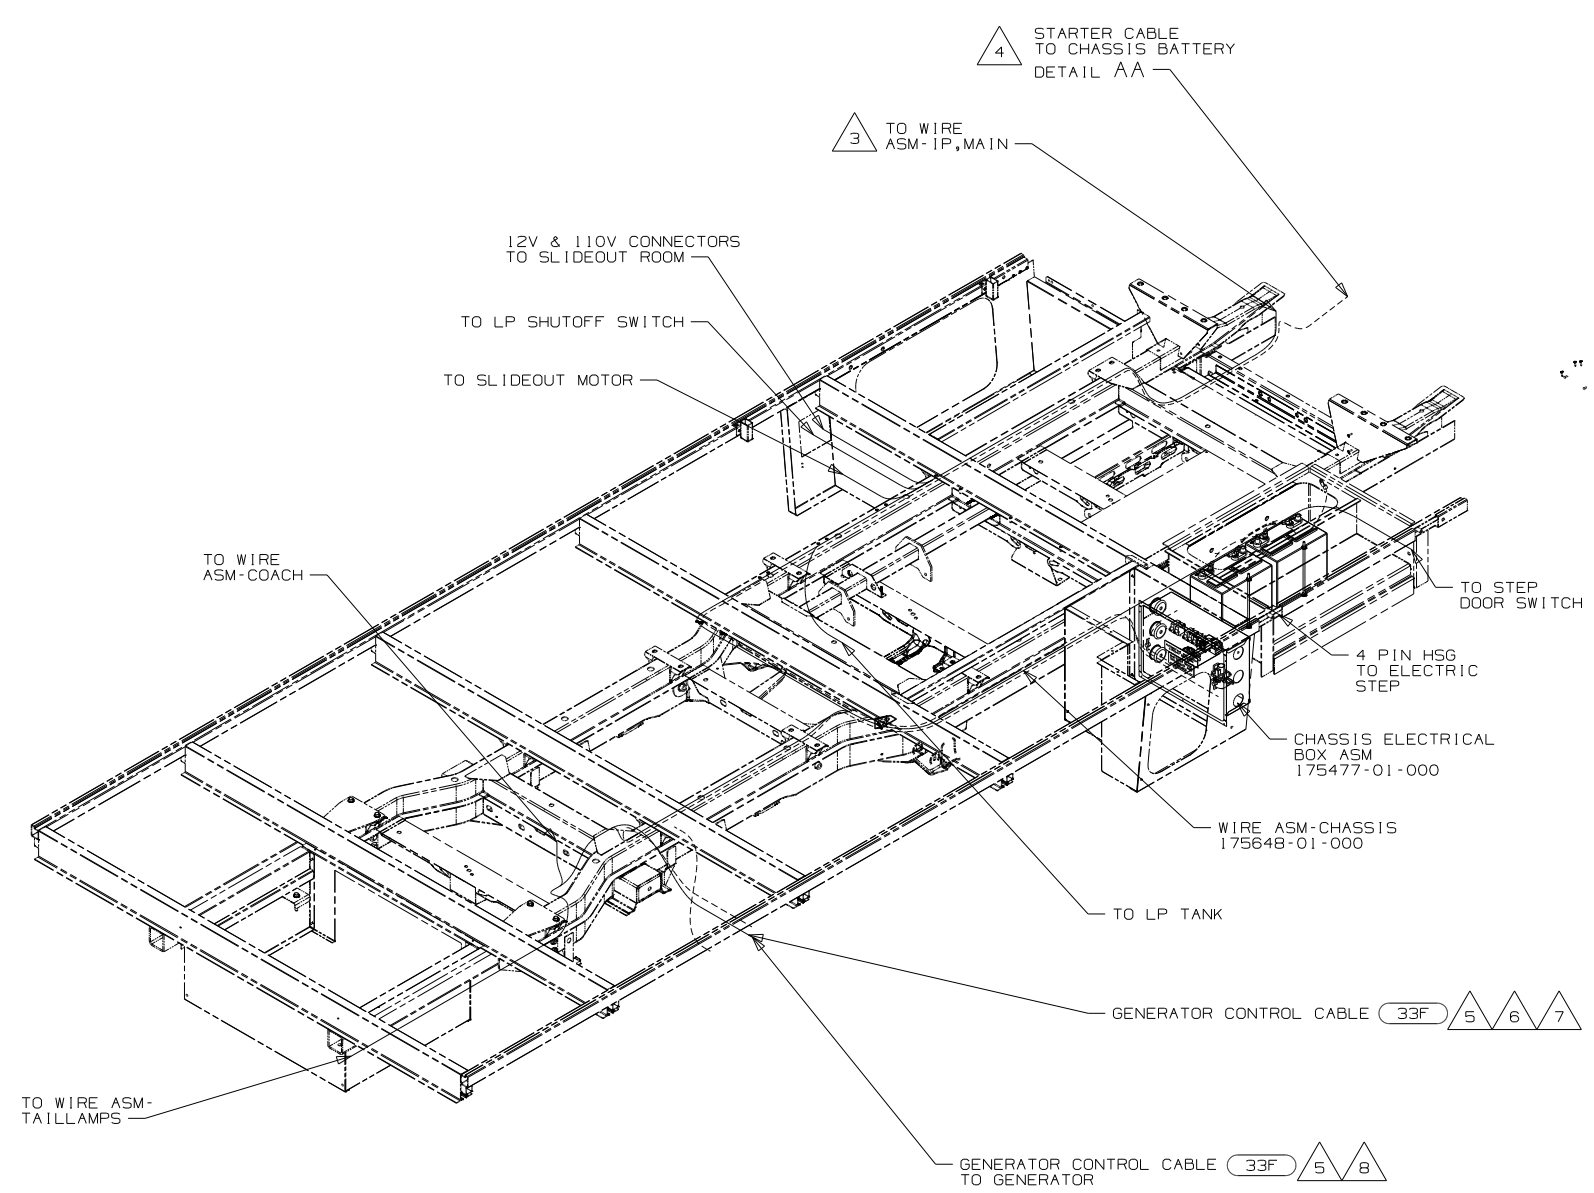 4
STARTER CABLE
TO CHASSIS BATTERY
DETAIL AA
3
TO WIRE
ASM-IP,MAIN
12V & 110V CONNECTORS
TO SLIDEOUT ROOM
TO LP SHUTOFF SWITCH
TO SLIDEOUT MOTOR
TO WIRE
ASM-COACH
TO STEP
DOOR SWITCH
4 PIN HSG
TO ELECTRIC
STEP
CHASSIS ELECTRICAL
BOX ASM
175477-01-000
WIRE ASM-CHASSIS
175648-01-000
TO LP TANK
GENERATOR CONTROL CABLE 33F 5 6 7
TO WIRE ASM-
TAILLAMPS
GENERATOR CONTROL CABLE 33F 5 8
TO GENERATOR